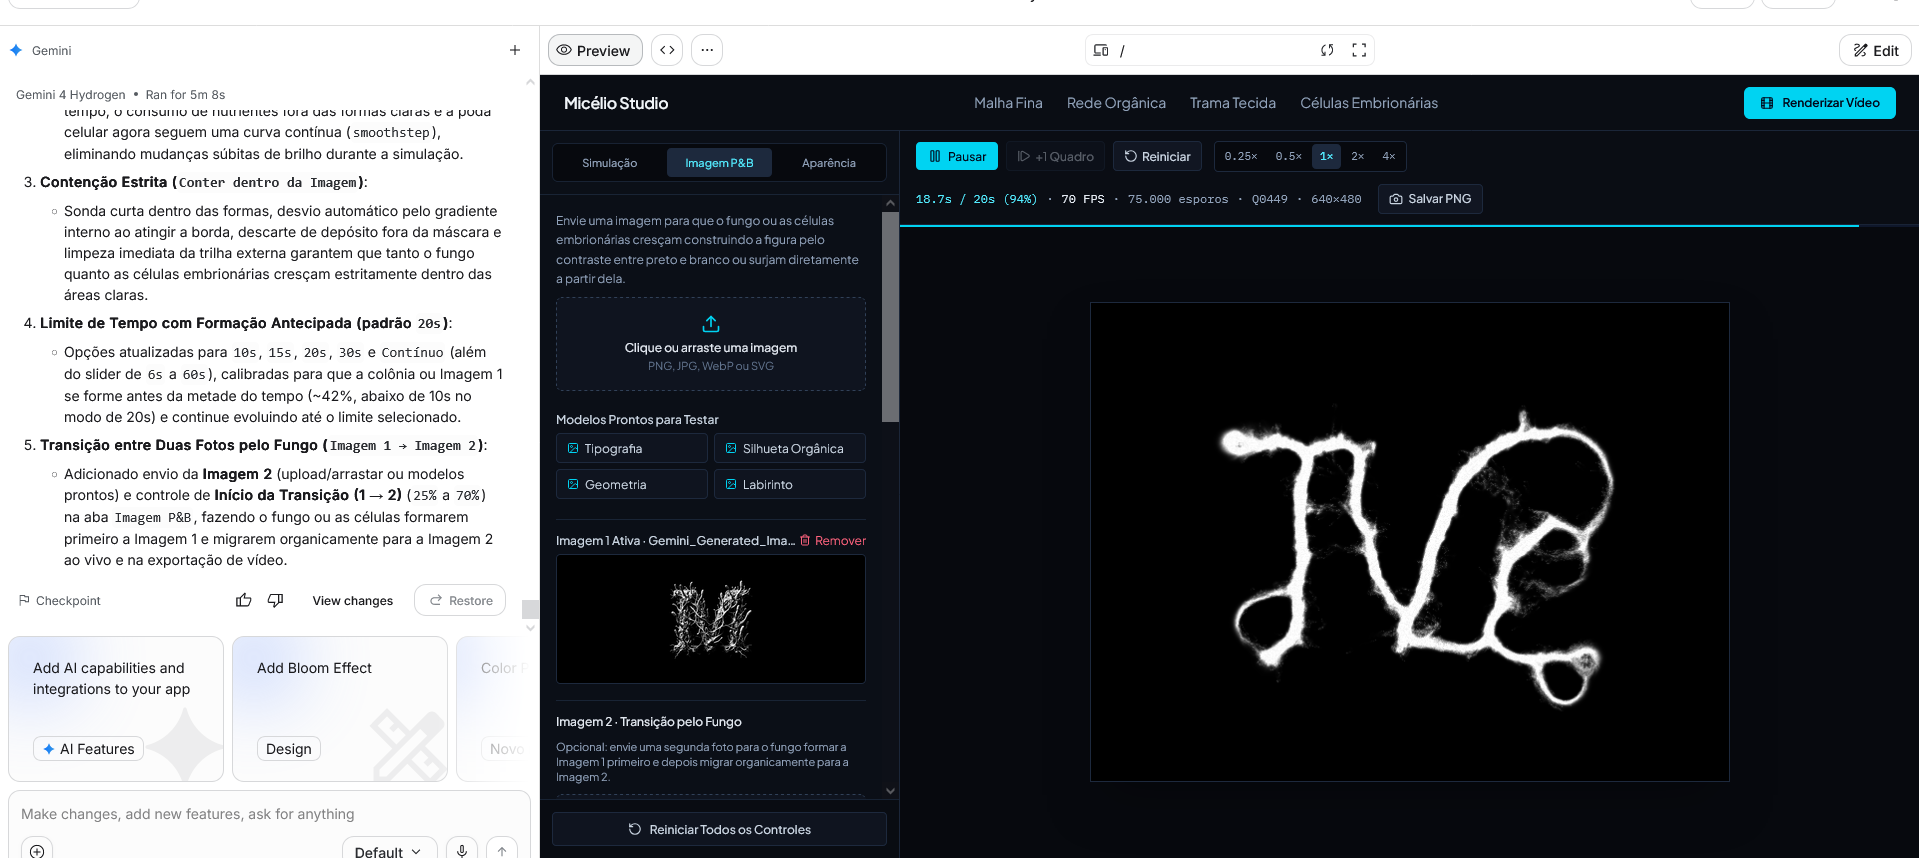 Gemini
Gemini 4 Hydrogen • Ran for 5m 8s
tempo, o consumo de nutrientes fora das formas claras e a poda
celular agora seguem uma curva contínua (smoothstep),
eliminando mudanças súbitas de brilho durante a simulação.
3. Contenção Estrita (Conter dentro da Imagem):
Sonda curta dentro das formas, desvio automático pelo gradiente
interno ao atingir a borda, descarte de depósito fora da máscara e
limpeza imediata da trilha externa garantem que tanto o fungo
quanto as células embrionárias cresçam estritamente dentro das
áreas claras.
4. Limite de Tempo com Formação Antecipada (padrão 20s):
Opções atualizadas para 10s, 15s, 20s, 30s e Contínuo (além
do slider de 6s a 60s), calibradas para que a colônia ou Imagem 1
se forme antes da metade do tempo (~42%, abaixo de 10s no
modo de 20s) e continue evoluindo até o limite selecionado.
5. Transição entre Duas Fotos pelo Fungo (Imagem 1 → Imagem 2):
Adicionado envio da Imagem 2 (upload/arrastar ou modelos
prontos) e controle de Início da Transição (1 → 2) (25% a 70%)
na aba Imagem P&B, fazendo o fungo ou as células formarem
primeiro a Imagem 1 e migrarem organicamente para a Imagem 2
ao vivo e na exportação de vídeo.
Checkpoint
View changes
Restore
Add AI capabilities and
integrations to your app
AI Features
Add Bloom Effect
Design
Color
Novo
Make changes, add new features, ask for anything
Default
Preview
/
Edit
Micélio Studio
Malha Fina
Rede Orgânica
Trama Tecida
Células Embrionárias
Renderizar Vídeo
Simulação
Imagem P&B
Aparência
Envie uma imagem para que o fungo ou as células
embrionárias cresçam construindo a figura pelo
contraste entre preto e branco ou surjam diretamente
a partir dela.
Clique ou arraste uma imagem
PNG, JPG, WebP ou SVG
Modelos Prontos para Testar
Tipografia
Silhueta Orgânica
Geometria
Labirinto
Imagem 1 Ativa · Gemini_Generated_Ima...
Remover
M
Imagem 2 · Transição pelo Fungo
Opcional: envie uma segunda foto para o fungo formar a
Imagem 1 primeiro e depois migrar organicamente para a
Imagem 2.
Reiniciar Todos os Controles
Pausar
+1 Quadro
Reiniciar
0.25×
0.5×
1×
2×
4×
18.7s / 20s (94%) · 70 FPS · 75.000 esporos · Q0449 · 640×480
Salvar PNG